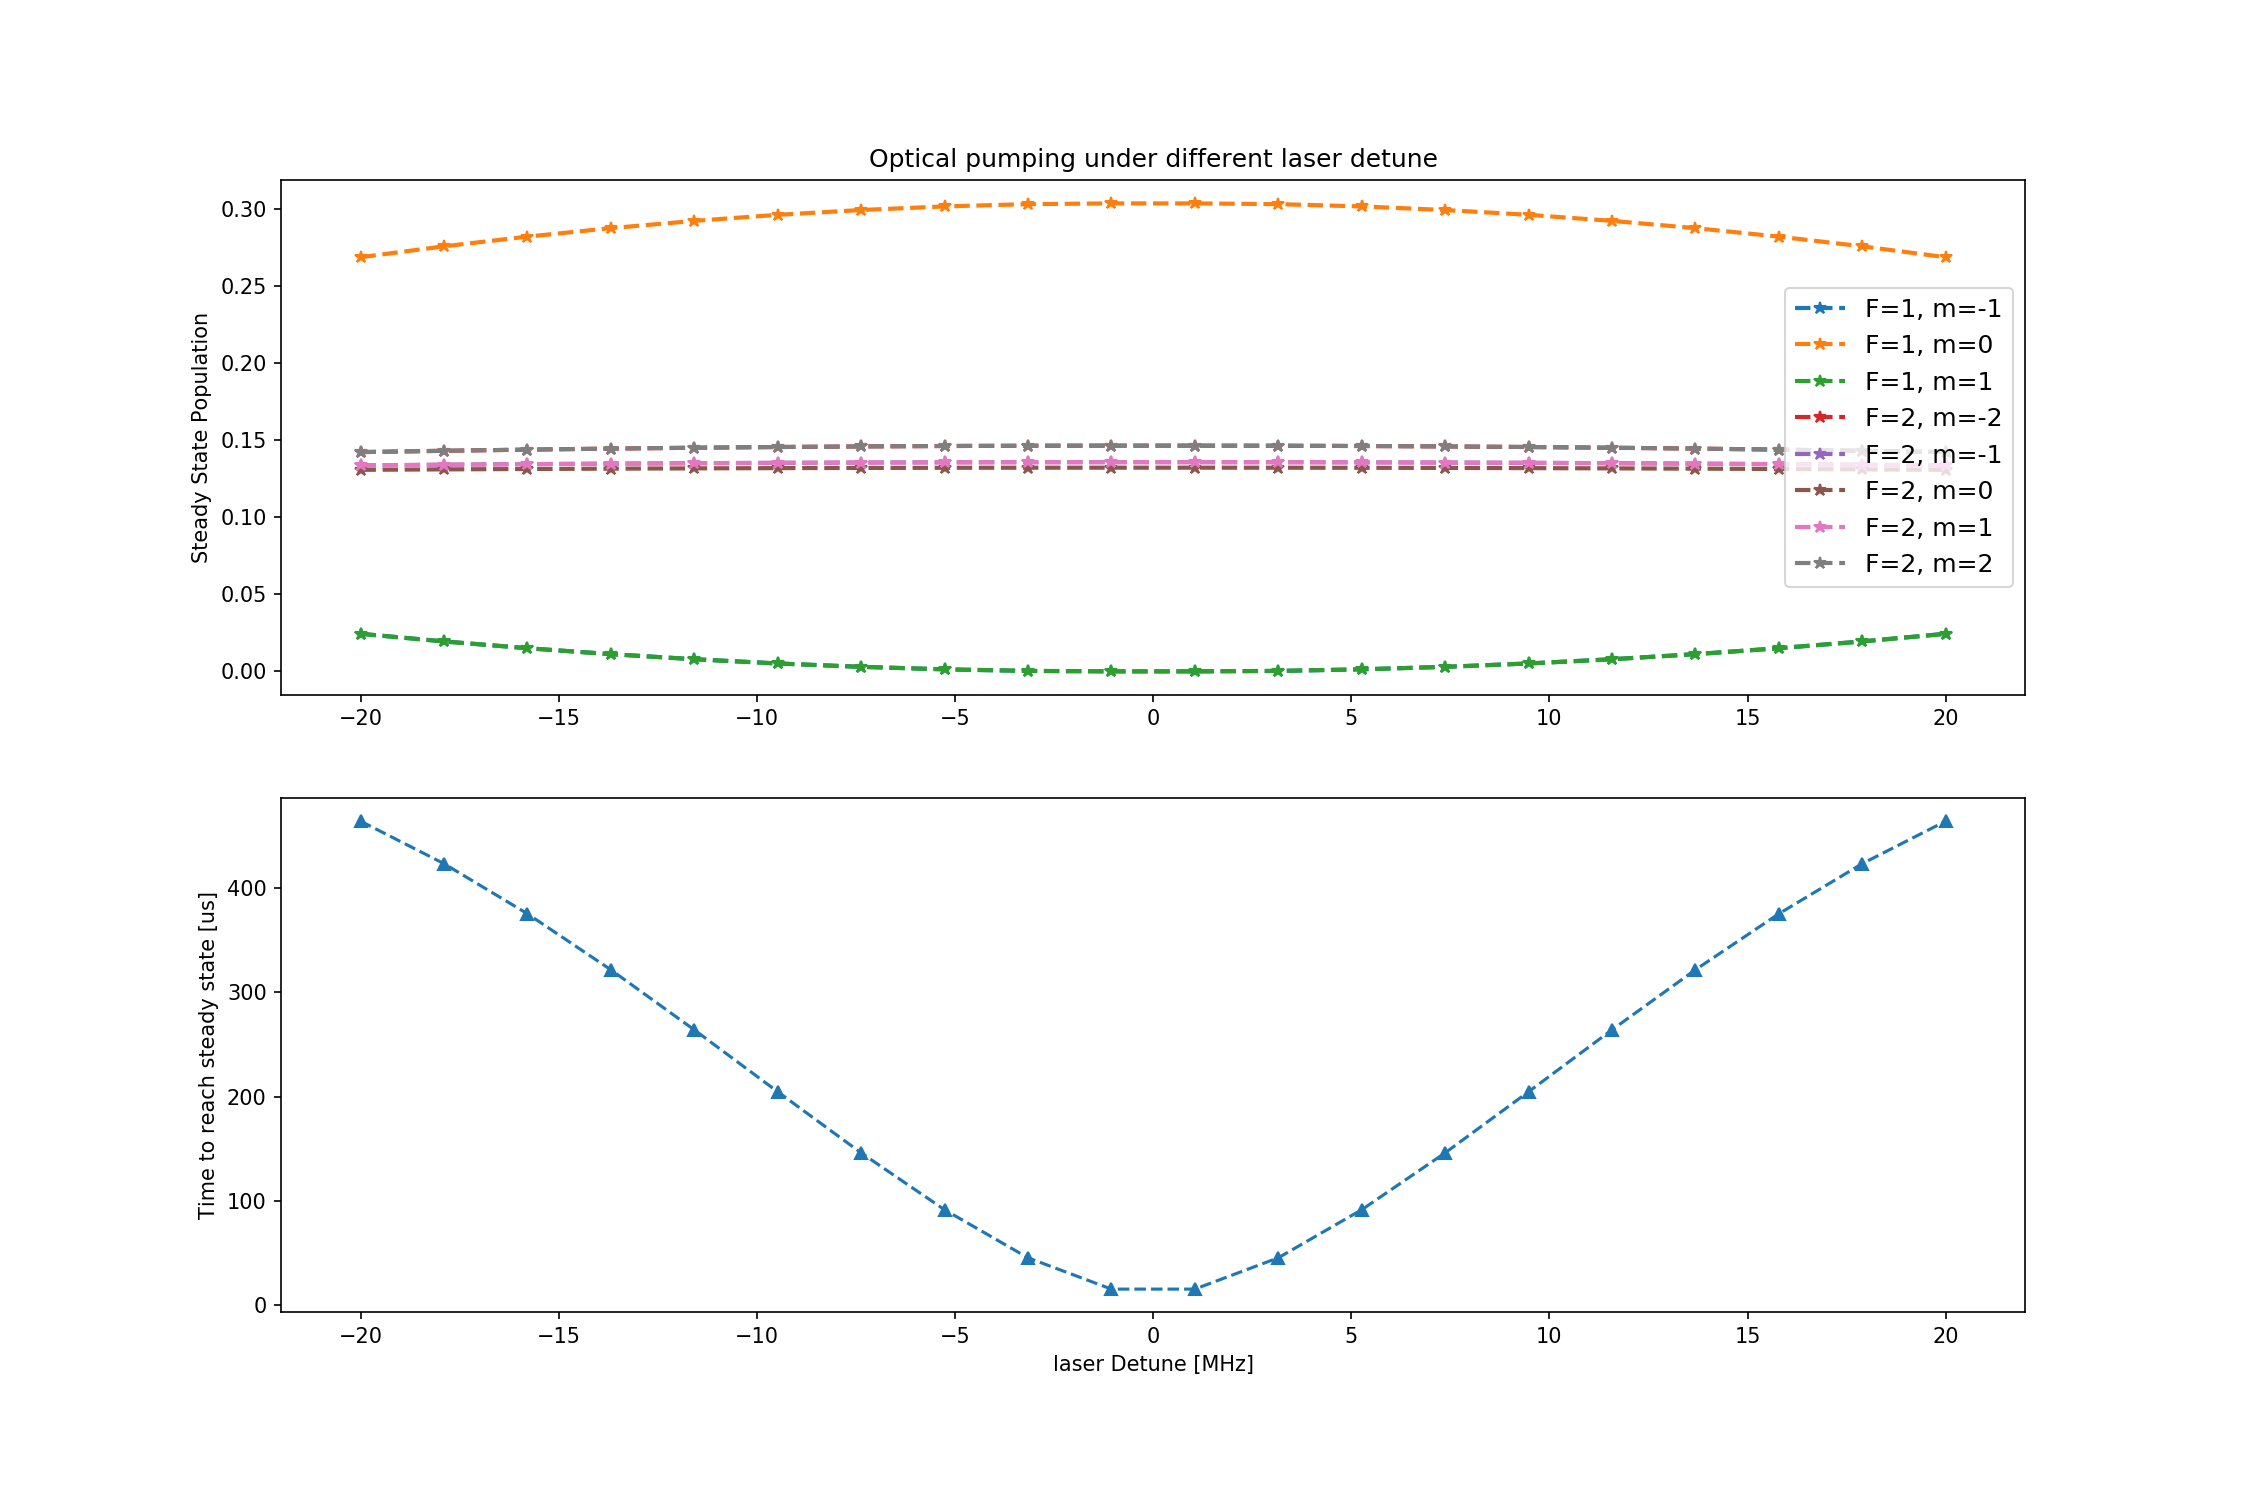 Optical pumping under different laser detune
Steady State Population
0.30
0.25
0.20
0.15
0.10
0.05
0.00
F=1, m=-1
F=1, m=0
F=1, m=1
F=2, m=-2
F=2, m=-1
F=2, m=0
F=2, m=1
F=2, m=2
−20 −15 −10 −5 0 5 10 15 20
Time to reach steady state [us]
400
300
200
100
0
−20 −15 −10 −5 0 5 10 15 20
laser Detune [MHz]